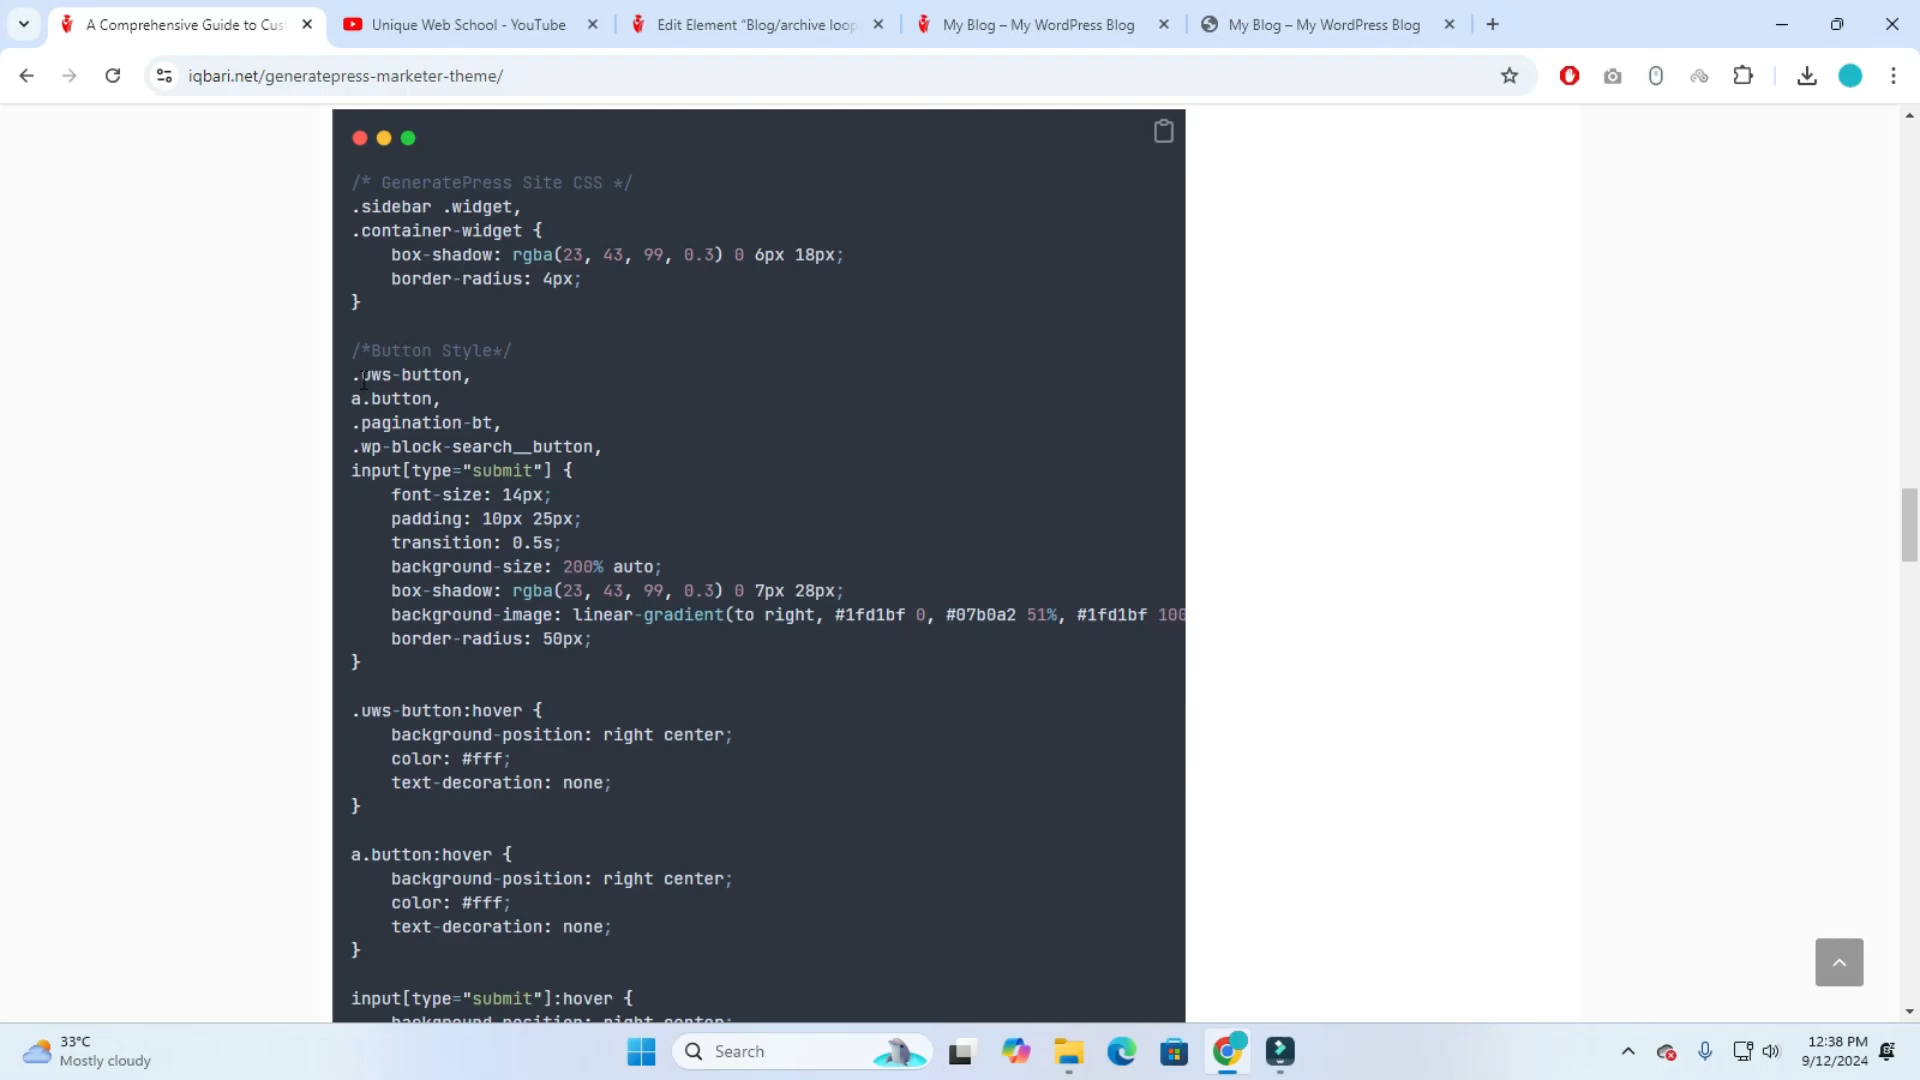 A Comprehensive Guide to Cus
Unique Web School - YouTube
Edit Element “Blog/archive loop
My Blog – My WordPress Blog
My Blog – My WordPress Blog
iqbari.net/generatepress-marketer-theme/
/* GeneratePress Site CSS */
.sidebar .widget,
.container-widget {
box-shadow: rgba(23, 43, 99, 0.3) 0 6px 18px;
border-radius: 4px;
}
/*Button Style*/
.uws-button,
a.button,
.pagination-bt,
.wp-block-search__button,
input[type="submit"] {
font-size: 14px;
padding: 10px 25px;
transition: 0.5s;
background-size: 200% auto;
box-shadow: rgba(23, 43, 99, 0.3) 0 7px 28px;
background-image: linear-gradient(to right, #1fd1bf 0, #07b0a2 51%, #1fd1bf 100
border-radius: 50px;
}
.uws-button:hover {
background-position: right center;
color: #fff;
text-decoration: none;
}
a.button:hover {
background-position: right center;
color: #fff;
text-decoration: none;
}
input[type="submit"]:hover {
background-position: right center;
33°C
Mostly cloudy
Search
12:38 PM
9/12/2024